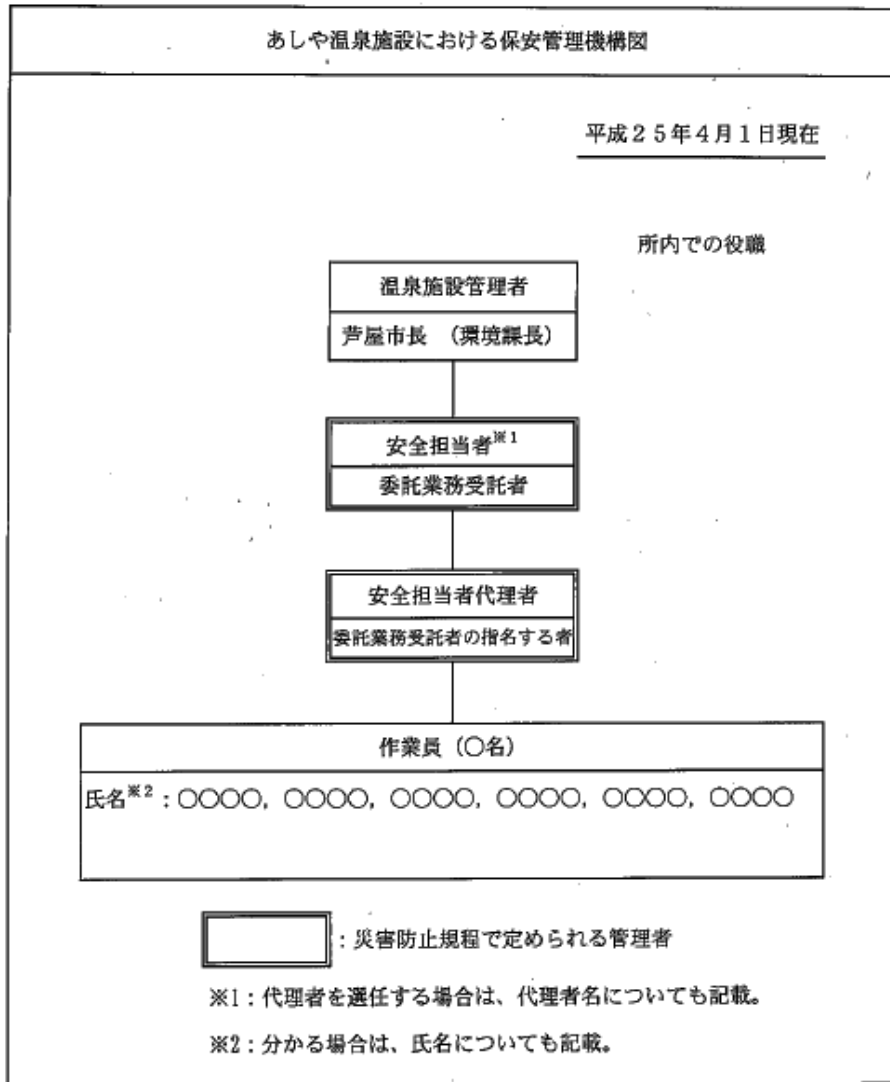 あしや温泉施設における保安管理機構図
平成25年4月1日現在
所内での役職
温泉施設管理者
芦屋市長 (環境課長)
安全担当者※1
委託業務受託者
安全担当者代理者
委託業務受託者の指名する者
作業員(〇名)
氏名※2:〇〇〇〇, 〇〇〇〇, 〇〇〇〇, 〇〇〇〇, 〇〇〇〇, 〇〇〇〇
:災害防止規程で定められる管理者
※1:代理者を選任する場合は、代理者名についても記載。
※2:分かる場合は、氏名についても記載。